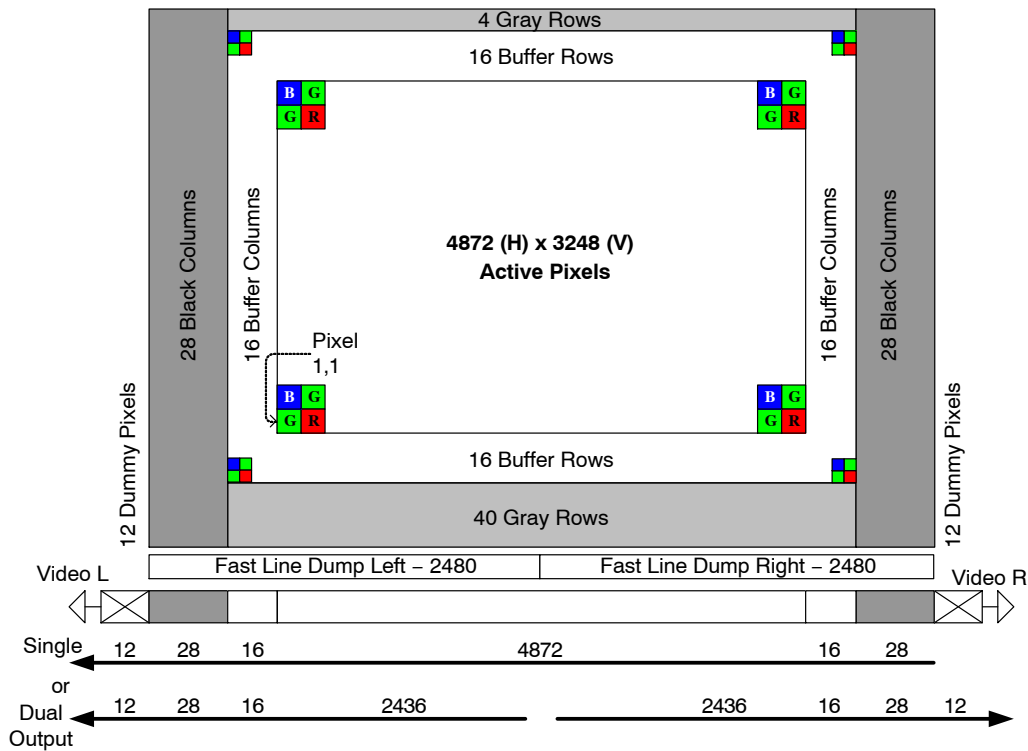 4 Gray Rows
16 Buffer Rows
B G
G R
B G
G R
28 Black Columns
16 Buffer Columns
4872 (H) x 3248 (V)
Active Pixels
16 Buffer Columns
28 Black Columns
Pixel
1,1
B G
G R
B G
G R
12 Dummy Pixels
16 Buffer Rows
12 Dummy Pixels
40 Gray Rows
Fast Line Dump Left – 2480
Fast Line Dump Right – 2480
Video L
Video R
Single
12 28 16 4872 16 28
or
Dual
Output
12 28 16 2436 2436 16 28 12